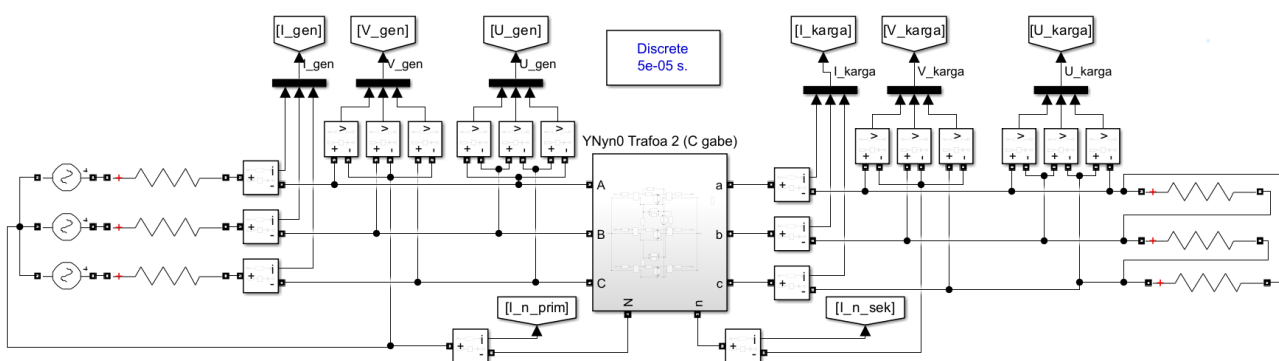 [I_gen]
[V_gen]
[U_gen]
[I_karga]
[V_karga]
[U_karga]
Discrete
5e-05 s.
I_gen
V_gen
U_gen
I_karga
V_karga
U_karga
v
+ -
v
+ -
v
+ -
v
+ -
v
+ -
v
+ -
v
+ -
v
+ -
v
+ -
v
+ -
v
+ -
v
+ -
YNyn0 Trafoa 2 (C gabe)
+ i
-
A
a
+ i
-
+
+
+ i
-
B
b
+ i
-
+
+
+ i
-
C
c
+ i
-
+
+
N
n
[I_n_prim]
[I_n_sek]
+ i
-
+ i
-